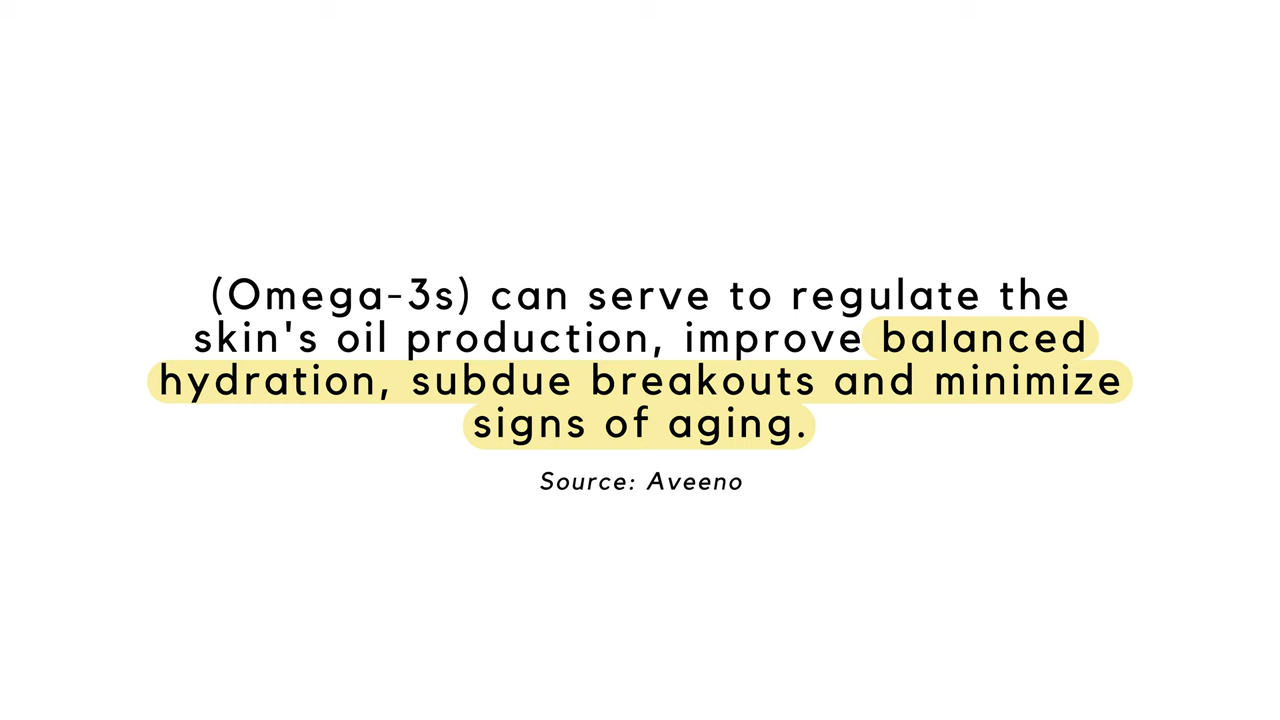 (Omega-3s) can serve to regulate the
skin's oil production, improve balanced
hydration, subdue breakouts and minimize
signs of aging.
Source: Aveeno